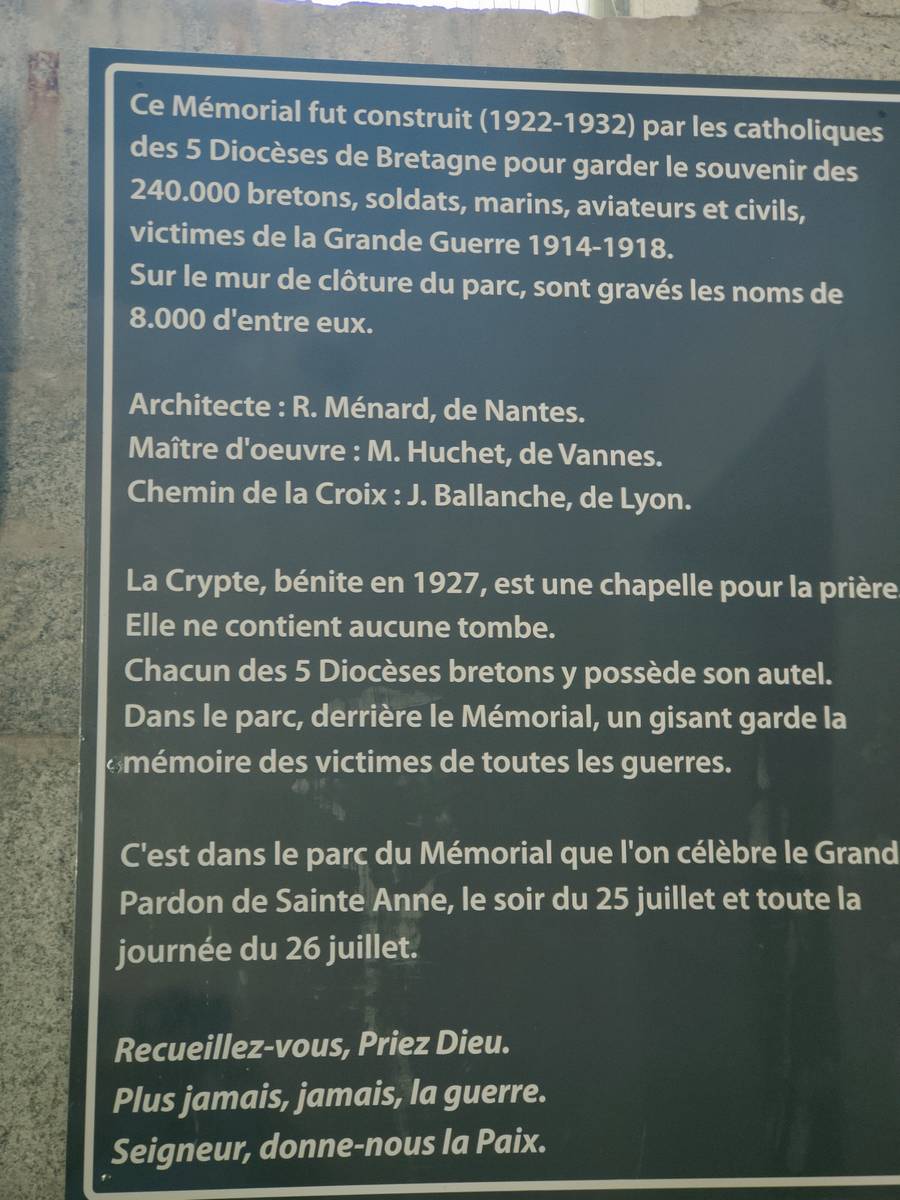 Ce Mémorial fut construit (1922-1932) par les catholiques
des 5 Diocèses de Bretagne pour garder le souvenir des
240.000 bretons, soldats, marins, aviateurs et civils,
victimes de la Grande Guerre 1914-1918.
Sur le mur de clôture du parc, sont gravés les noms de
8.000 d'entre eux.
Architecte : R. Ménard, de Nantes.
Maître d'oeuvre : M. Huchet, de Vannes.
Chemin de la Croix : J. Ballanche, de Lyon.
La Crypte, bénite en 1927, est une chapelle pour la prière.
Elle ne contient aucune tombe.
Chacun des 5 Diocèses bretons y possède son autel.
Dans le parc, derrière le Mémorial, un gisant garde la
mémoire des victimes de toutes les guerres.
C'est dans le parc du Mémorial que l'on célèbre le Grand
Pardon de Sainte Anne, le soir du 25 juillet et toute la
journée du 26 juillet.
Recueillez-vous, Priez Dieu.
Plus jamais, jamais, la guerre.
Seigneur, donne-nous la Paix.